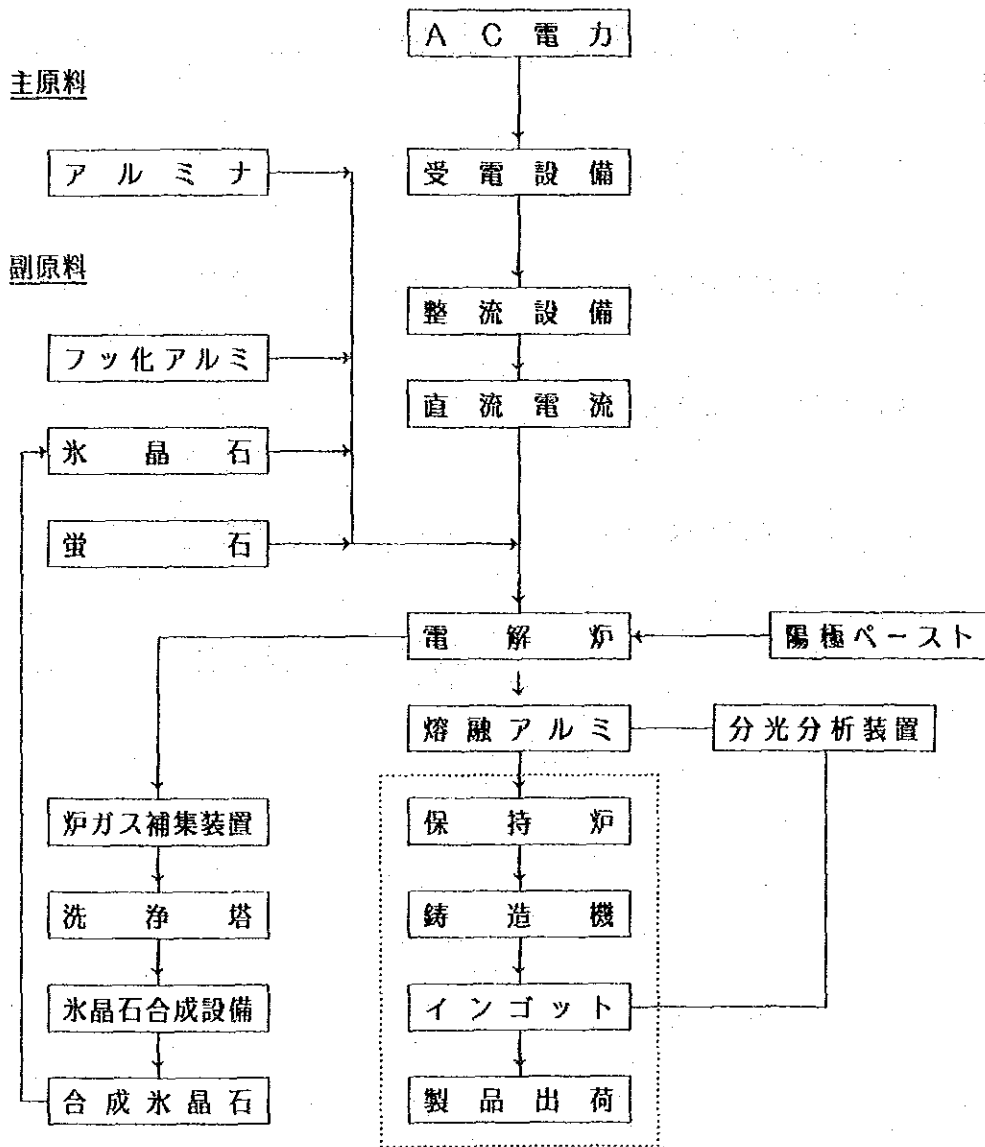 AC電力
主原料
アルミナ
受電設備
副原料
整流設備
フッ化アルミ
直流電流
氷晶石
蛍石
電解炉
陽極ペースト
熔融アルミ
分光分析装置
炉ガス補集装置
保持炉
洗浄塔
鋳造機
氷晶石合成設備
インゴット
合成氷晶石
製品出荷